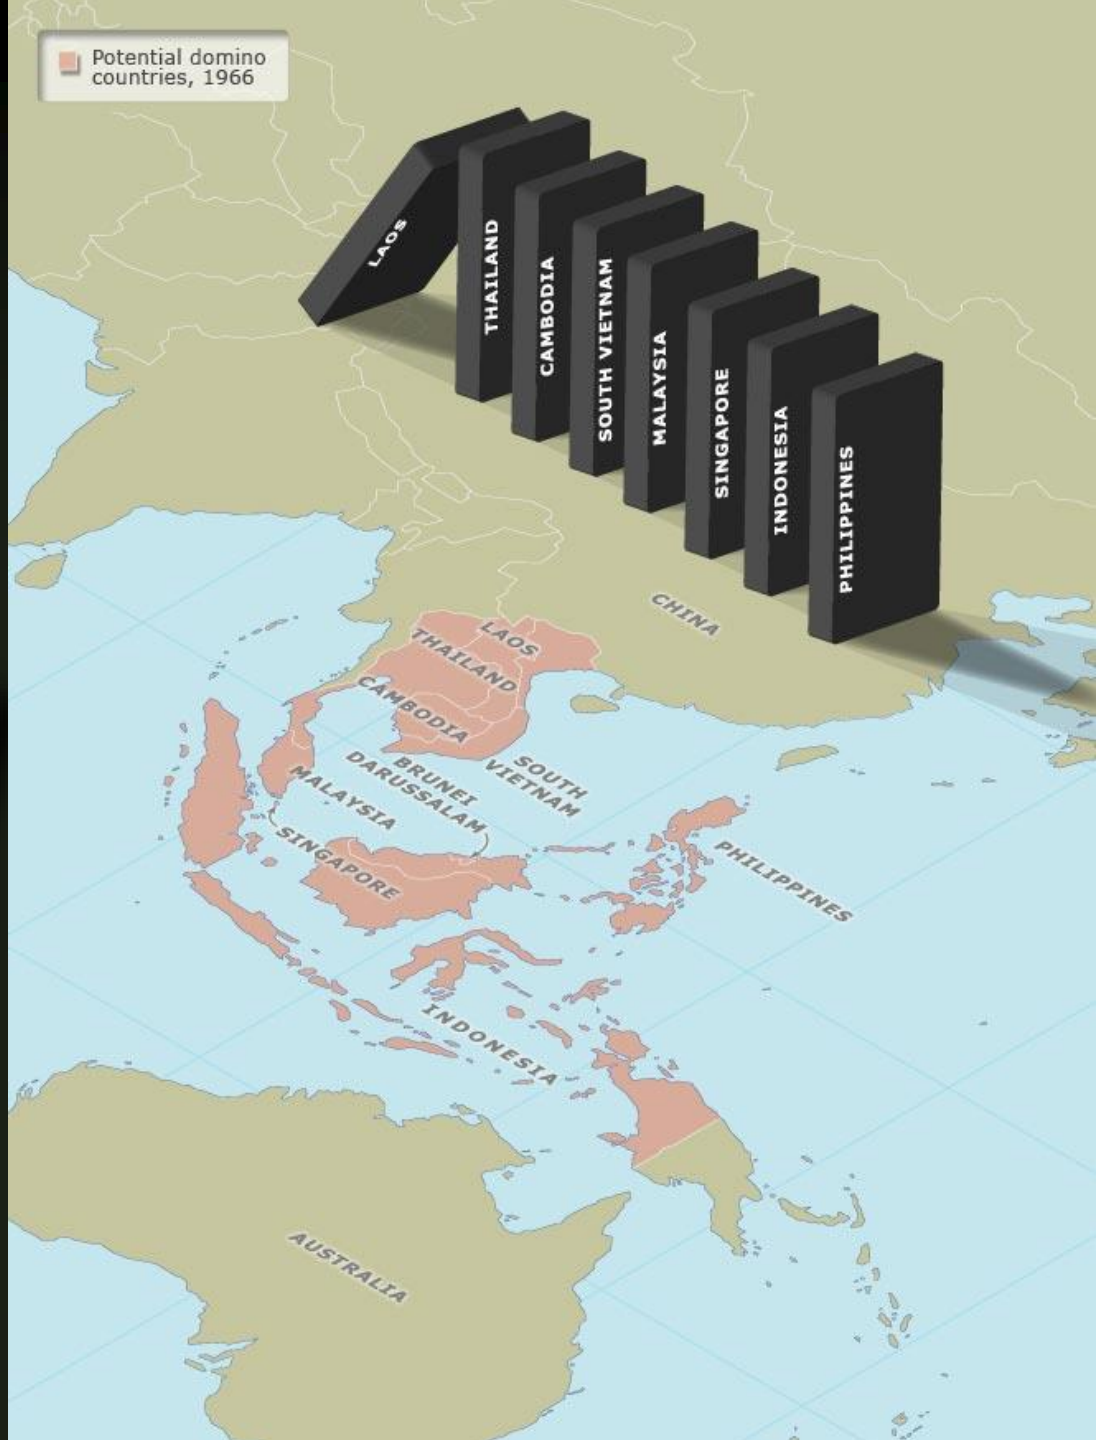 Potential domino
countries, 1966
LAOS
THAILAND
CAMBODIA
SOUTH VIETNAM
MALAYSIA
SINGAPORE
INDONESIA
PHILIPPINES
CHINA
LAOS
THAILAND
CAMBODIA
SOUTH
VIETNAM
BRUNEI
DARUSSALAM
MALAYSIA
SINGAPORE
PHILIPPINES
INDONESIA
AUSTRALIA